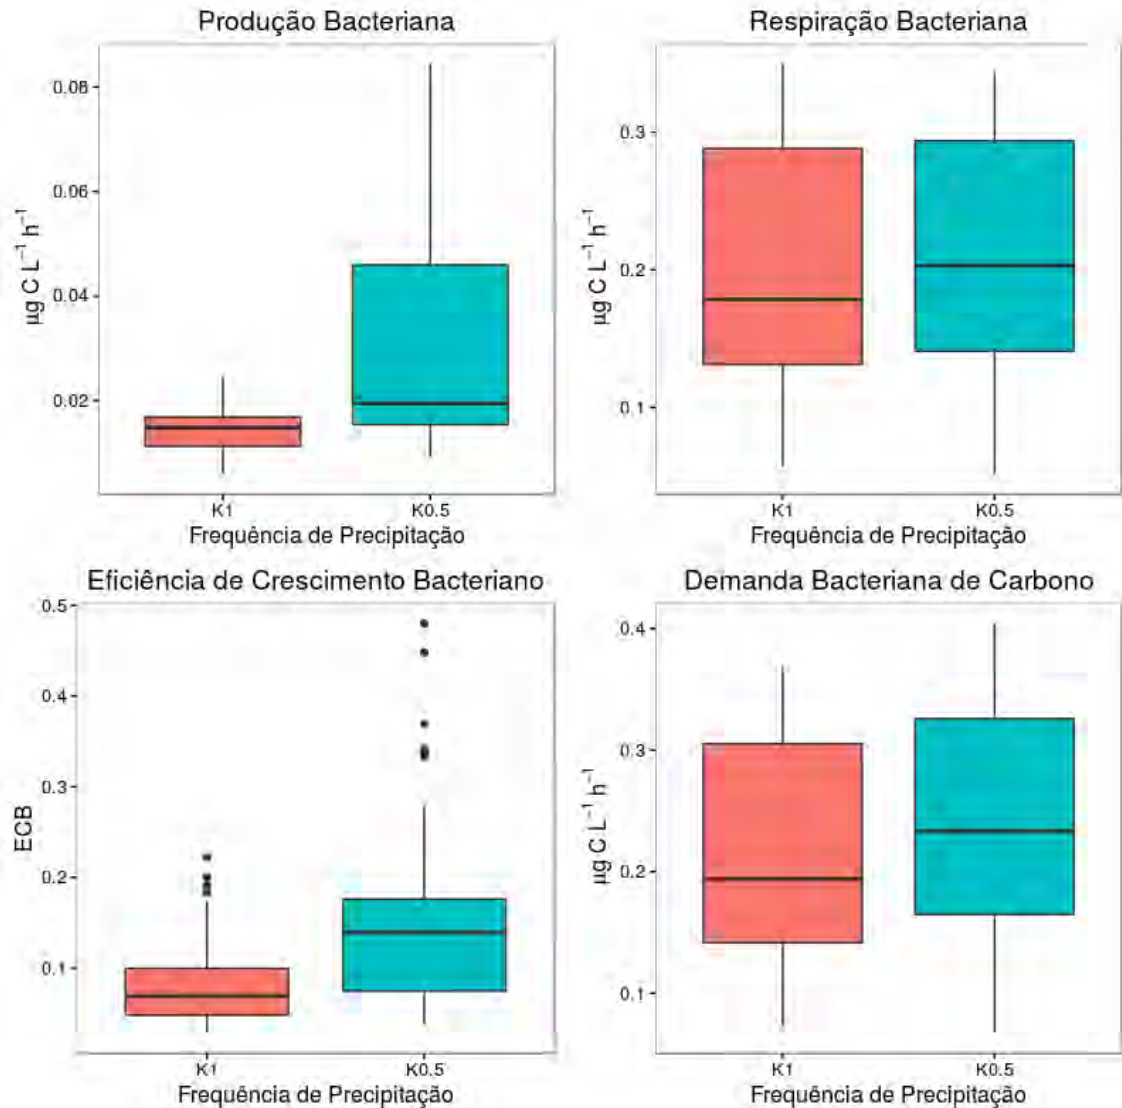 Produção Bacteriana
µg C L⁻¹ h⁻¹
0.08
0.06
0.04
0.02
K1 K0.5
Frequência de Precipitação
Respiração Bacteriana
µg C L⁻¹ h⁻¹
0.3
0.2
0.1
K1 K0.5
Frequência de Precipitação
Eficiência de Crescimento Bacteriano
ECB
0.5
0.4
0.3
0.2
0.1
K1 K0.5
Frequência de Precipitação
Demanda Bacteriana de Carbono
µg C L⁻¹ h⁻¹
0.4
0.3
0.2
0.1
K1 K0.5
Frequência de Precipitação